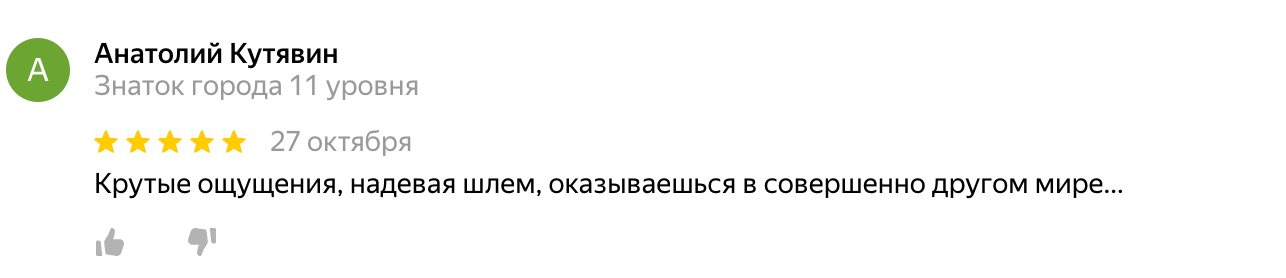 А
Анатолий Кутявин
Знаток города 11 уровня
27 октября
Крутые ощущения, надевая шлем, оказываешься в совершенно другом мире...